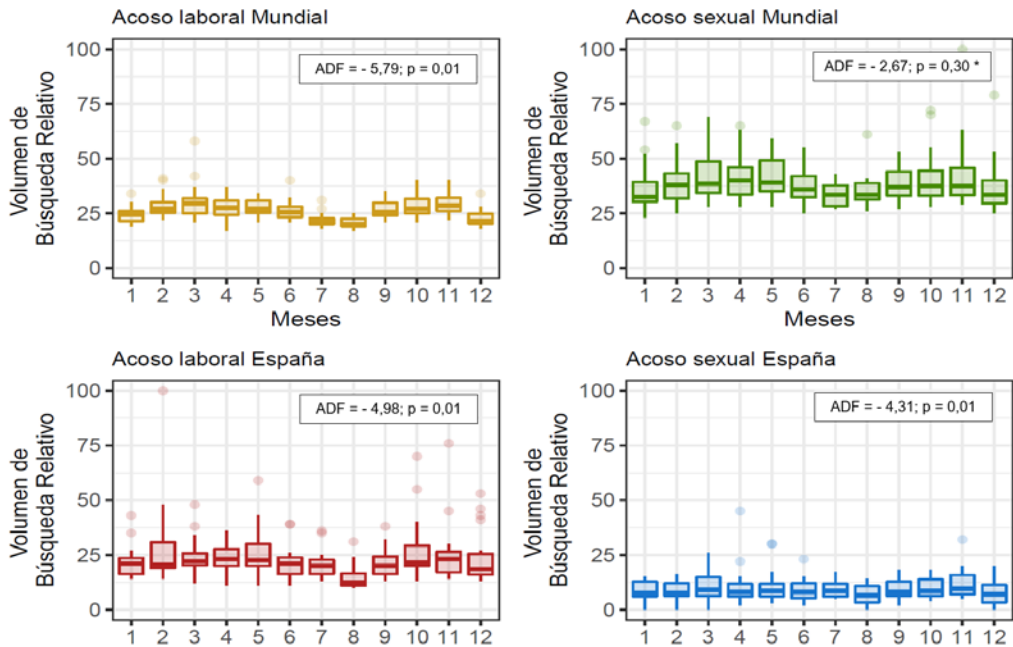 Acoso laboral Mundial
Volumen de
Búsqueda Relativo
100
75
50
25
0
ADF = - 5,79; p = 0,01
1 2 3 4 5 6 7 8 9 10 11 12
Meses
Acoso sexual Mundial
Volumen de
Búsqueda Relativo
100
75
50
25
0
ADF = - 2,67; p = 0,30 *
1 2 3 4 5 6 7 8 9 10 11 12
Meses
Acoso laboral España
Volumen de
Búsqueda Relativo
100
75
50
25
0
ADF = - 4,98; p = 0,01
1 2 3 4 5 6 7 8 9 10 11 12
Acoso sexual España
Volumen de
Búsqueda Relativo
100
75
50
25
0
ADF = - 4,31; p = 0,01
1 2 3 4 5 6 7 8 9 10 11 12